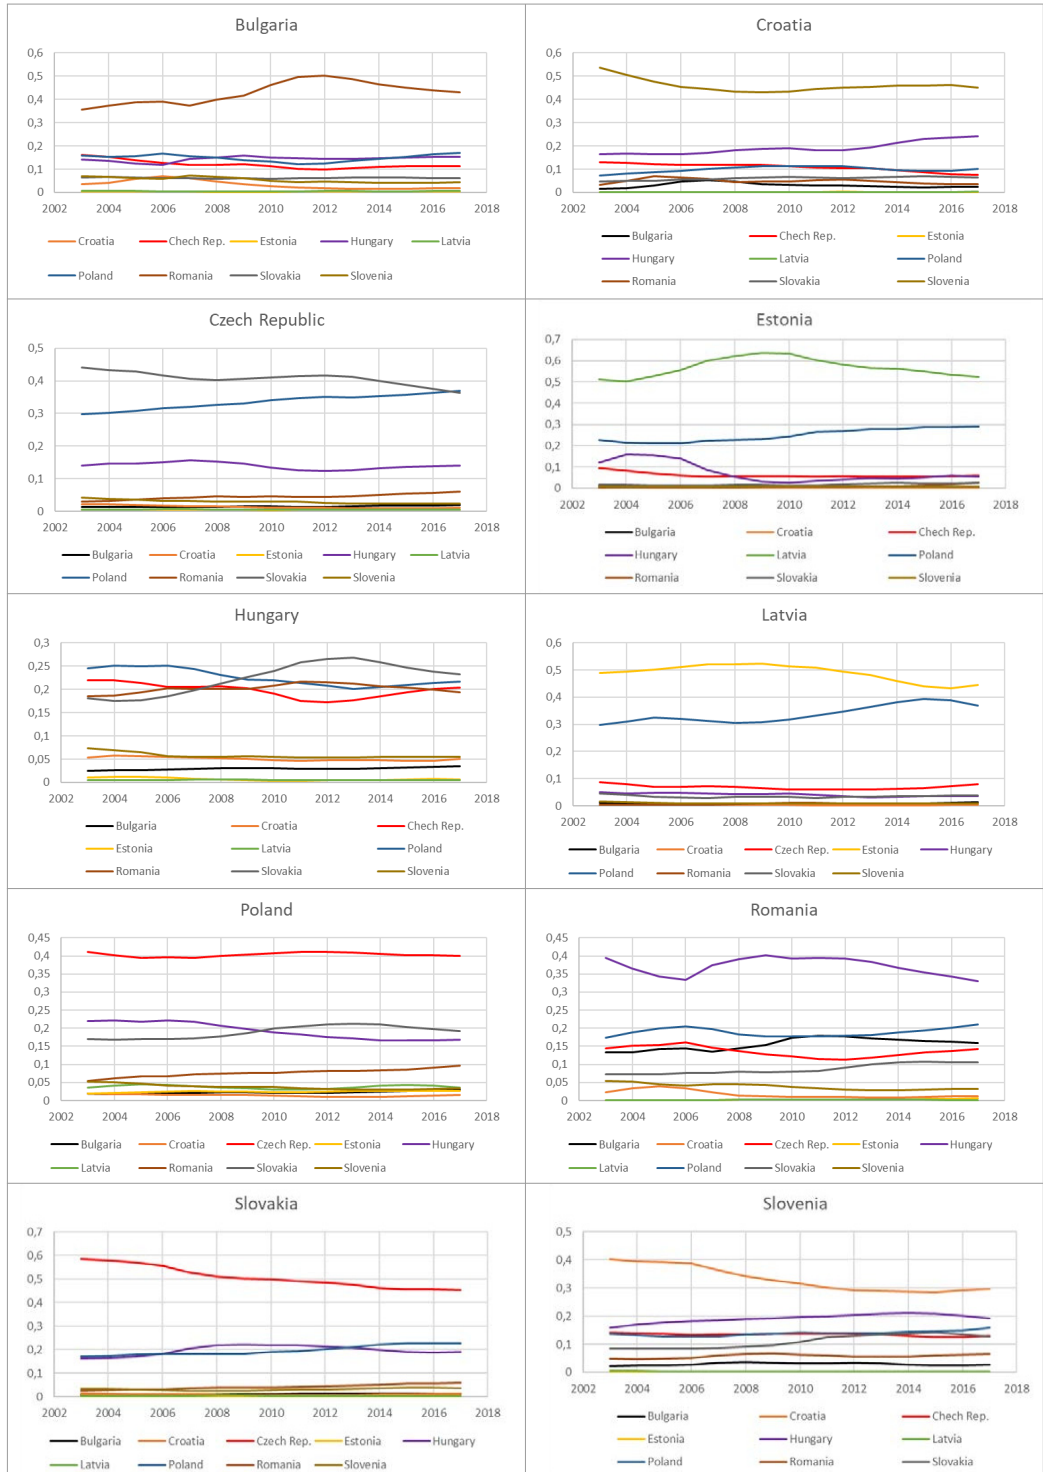 Bulgaria
0,6
0,5
0,4
0,3
0,2
0,1
0
2002 2004 2006 2008 2010 2012 2014 2016 2018
Croatia Chech Rep. Estonia Hungary Latvia
Poland Romania Slovakia Slovenia
Croatia
0,6
0,5
0,4
0,3
0,2
0,1
0
2002 2004 2006 2008 2010 2012 2014 2016 2018
Bulgaria Chech Rep. Estonia
Hungary Latvia Poland
Romania Slovakia Slovenia
Czech Republic
0,5
0,4
0,3
0,2
0,1
0
2002 2004 2006 2008 2010 2012 2014 2016 2018
Bulgaria Croatia Estonia Hungary Latvia
Poland Romania Slovakia Slovenia
Estonia
0,7
0,6
0,5
0,4
0,3
0,2
0,1
0
2002 2004 2006 2008 2010 2012 2014 2016 2018
Bulgaria Croatia Chech Rep.
Hungary Latvia Poland
Romania Slovakia Slovenia
Hungary
0,3
0,25
0,2
0,15
0,1
0,05
0
2002 2004 2006 2008 2010 2012 2014 2016 2018
Bulgaria Croatia Chech Rep.
Estonia Latvia Poland
Romania Slovakia Slovenia
Latvia
0,6
0,5
0,4
0,3
0,2
0,1
0
2002 2004 2006 2008 2010 2012 2014 2016 2018
Bulgaria Croatia Czech Rep. Estonia Hungary
Poland Romania Slovakia Slovenia
Poland
0,45
0,4
0,35
0,3
0,25
0,2
0,15
0,1
0,05
0
2002 2004 2006 2008 2010 2012 2014 2016 2018
Bulgaria Croatia Czech Rep. Estonia Hungary
Latvia Romania Slovakia Slovenia
Romania
0,45
0,4
0,35
0,3
0,25
0,2
0,15
0,1
0,05
0
2002 2004 2006 2008 2010 2012 2014 2016 2018
Bulgaria Croatia Czech Rep. Estonia Hungary
Latvia Poland Slovakia Slovenia
Slovakia
0,7
0,6
0,5
0,4
0,3
0,2
0,1
0
2002 2004 2006 2008 2010 2012 2014 2016 2018
Bulgaria Croatia Czech Rep. Estonia Hungary
Latvia Poland Romania Slovenia
Slovenia
0,5
0,4
0,3
0,2
0,1
0
2002 2004 2006 2008 2010 2012 2014 2016 2018
Bulgaria Croatia Chech Rep.
Estonia Hungary Latvia
Poland Romania Slovakia